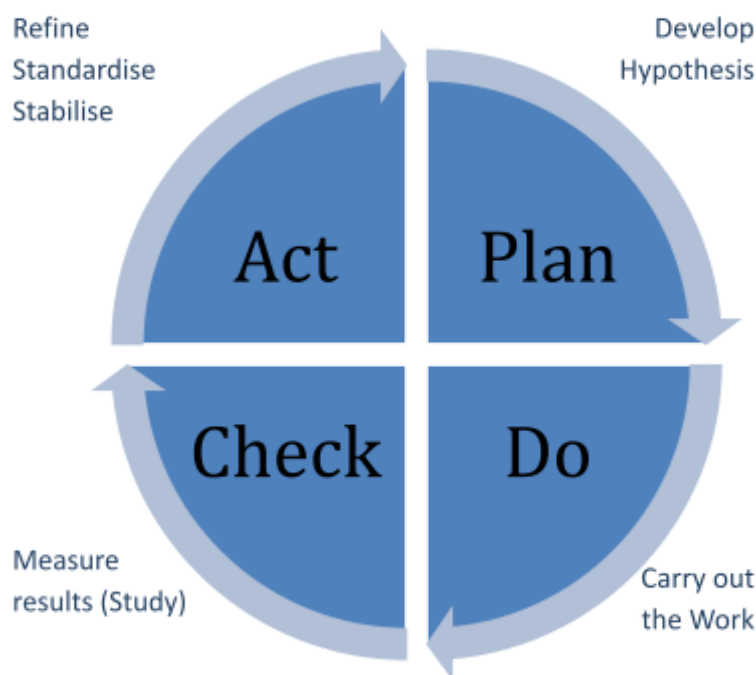 Refine
Standardise
Stabilise
Develop
Hypothesis
Act
Plan
Check
Do
Measure
results (Study)
Carry out
the Work